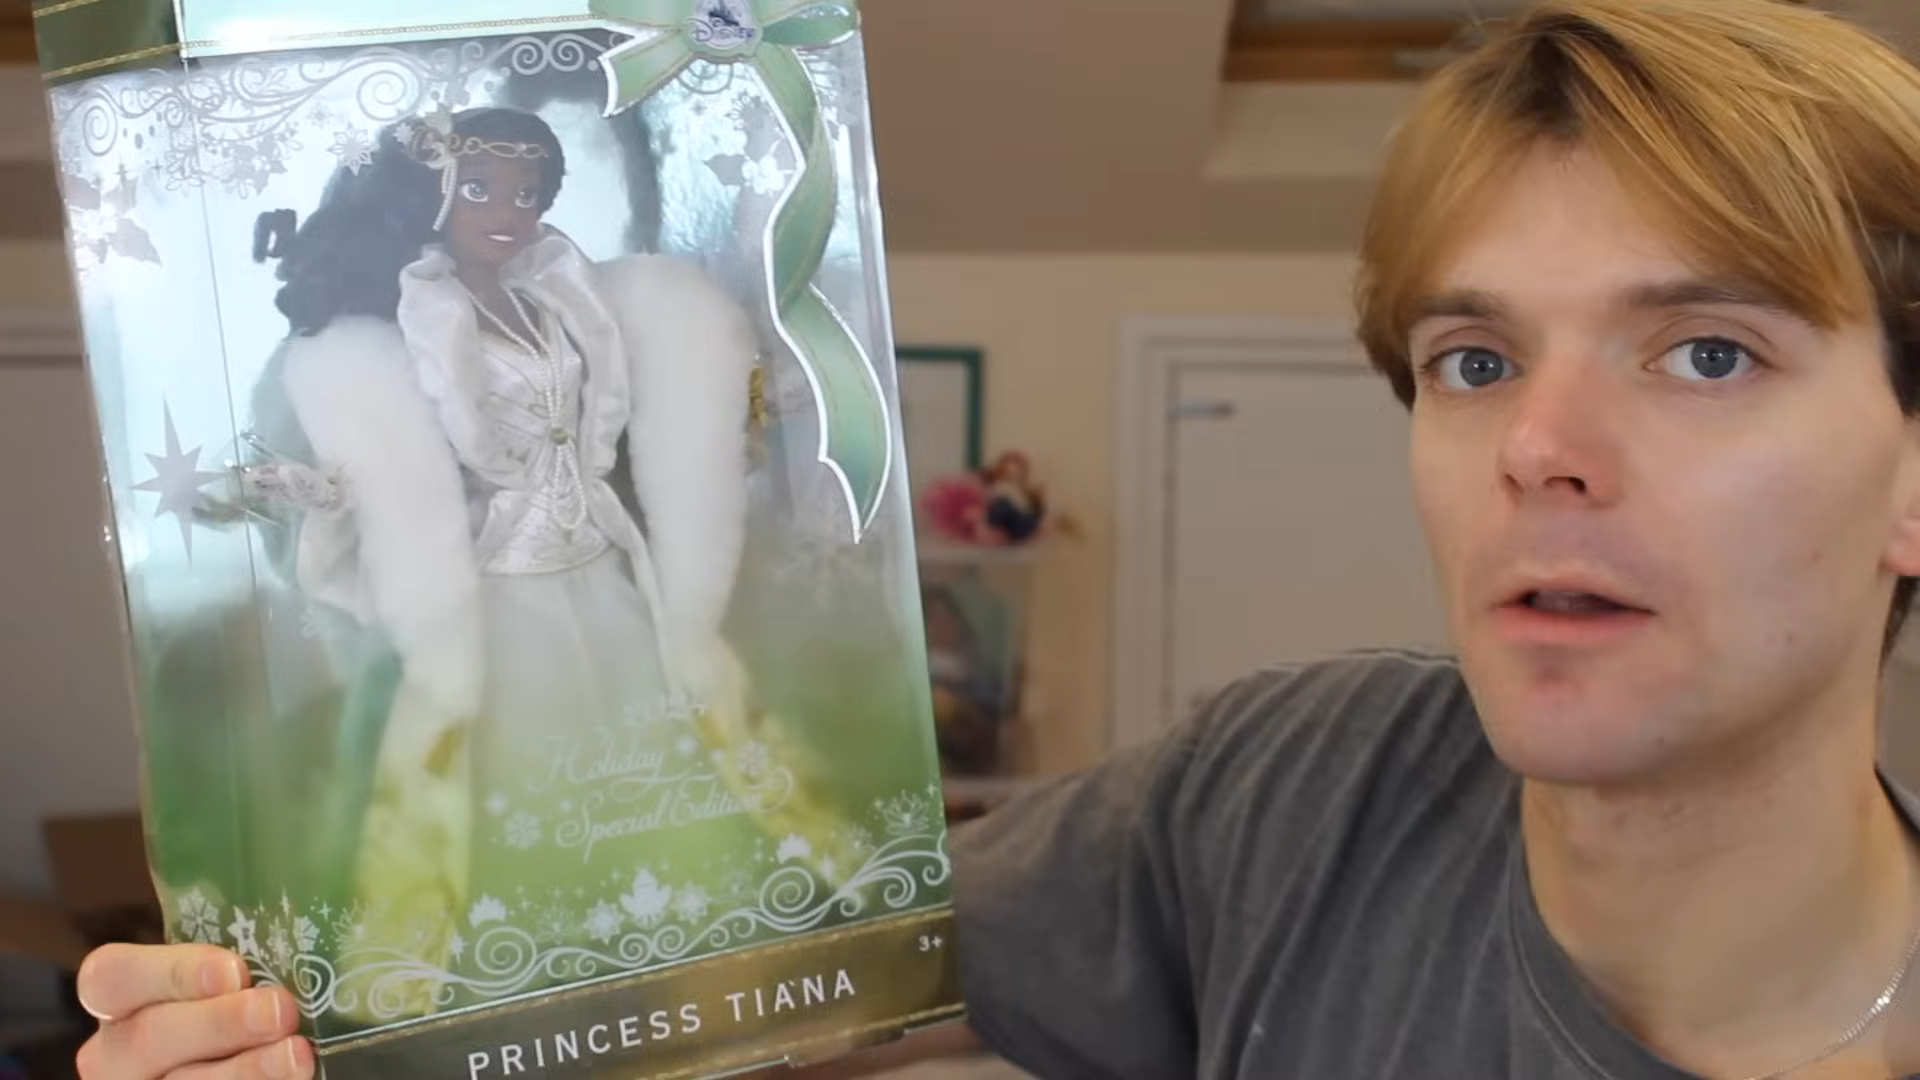 Disney
Holiday
Special Edition
3+
PRINCESS TIANA